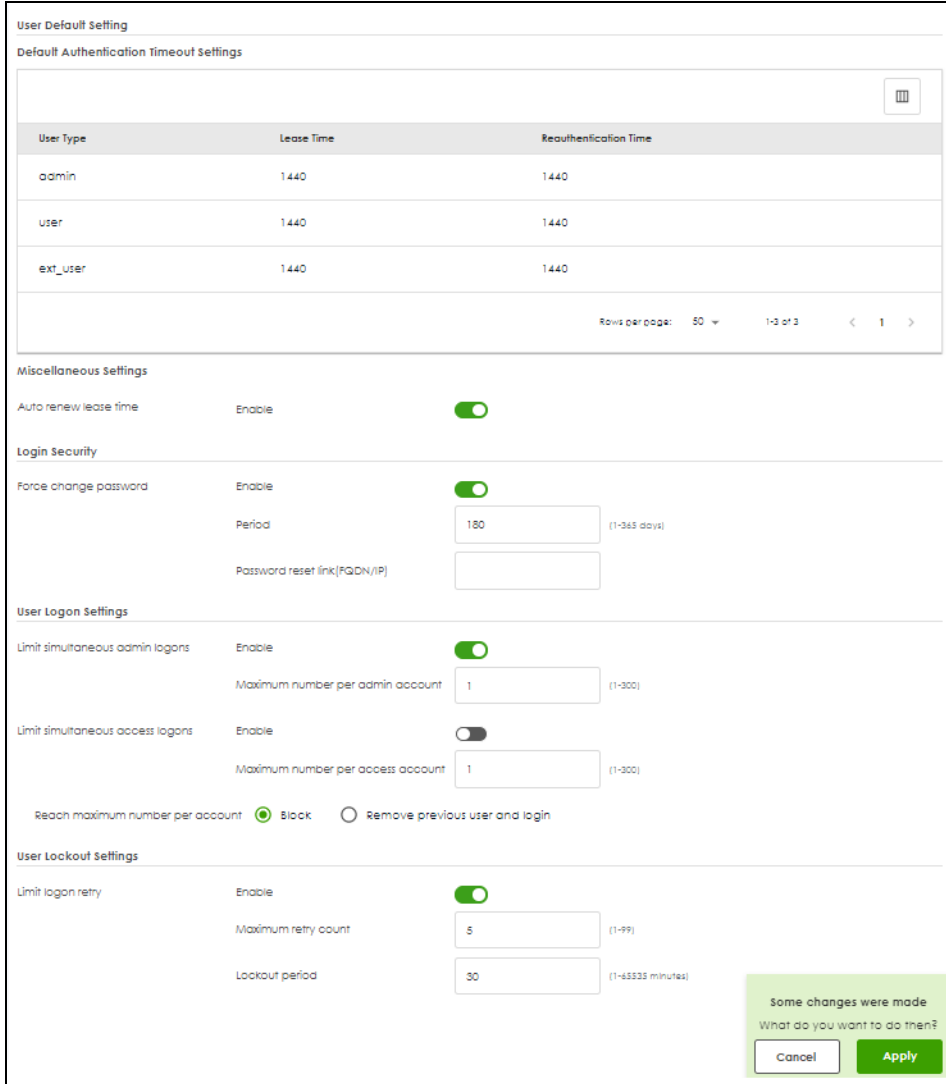 User Default Setting
Default Authentication Timeout Settings
User Type Lease Time Reauthentication Time
admin 1440 1440
user 1440 1440
ext_user 1440 1440
Rows per page: 50 1-3 of 3 < 1 >
Miscellaneous Settings
Auto renew lease time Enable
Login Security
Force change password Enable
Period 180 (1-365 days)
Password reset link(FQDN/IP)
User Logon Settings
Limit simultaneous admin logons Enable
Maximum number per admin account 1 (1-300)
Limit simultaneous access logons Enable
Maximum number per access account 1 (1-300)
Reach maximum number per account Block Remove previous user and login
User Lockout Settings
Limit logon retry Enable
Maximum retry count 5 (1-99)
Lockout period 30 (1-65535 minutes)
Some changes were made
What do you want to do then?
Cancel Apply